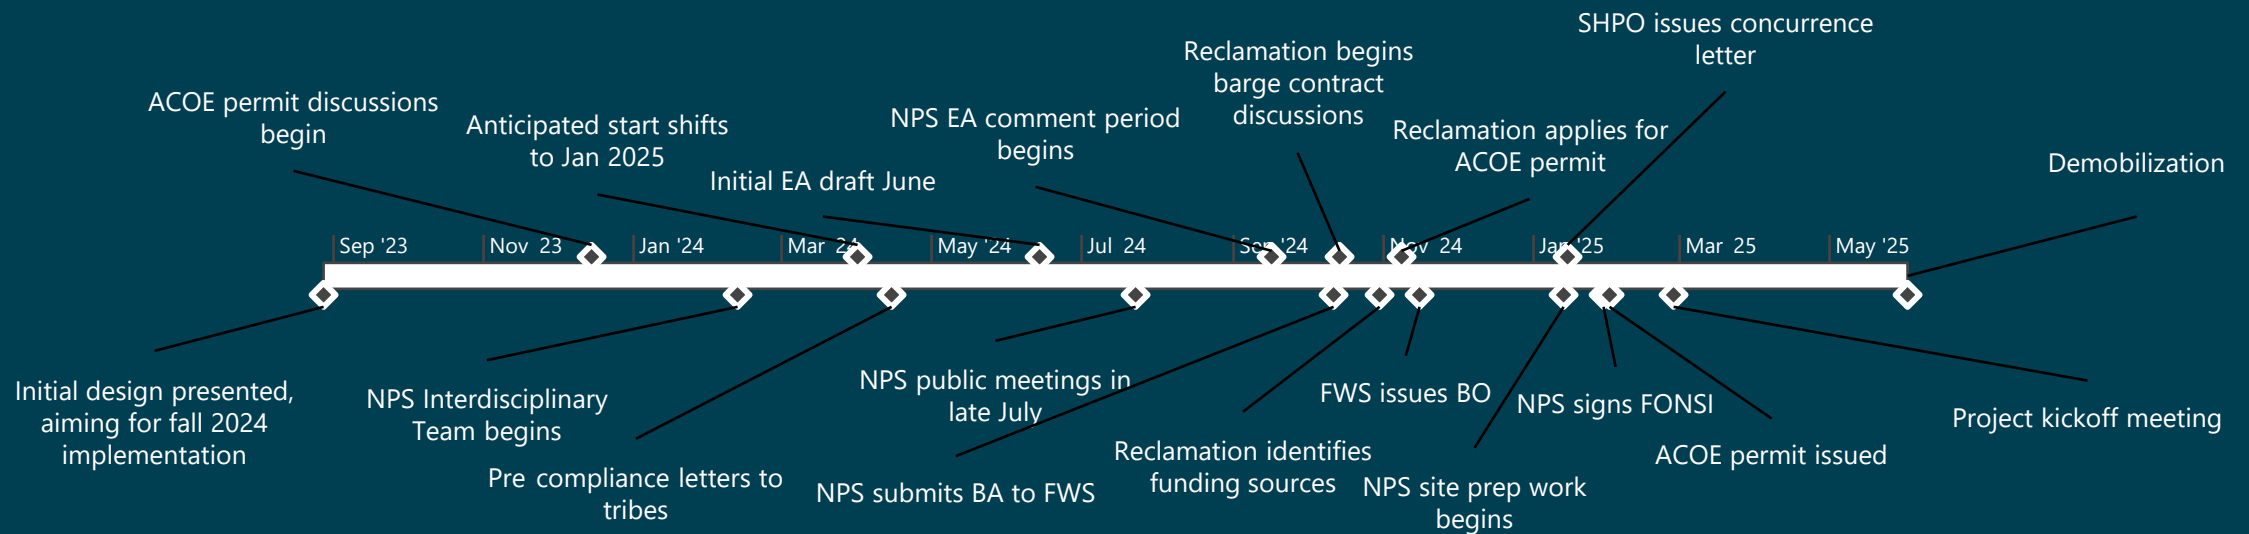 SHPO issues concurrence
letter
Reclamation begins
barge contract
discussions
ACOE permit discussions
begin
Anticipated start shifts
to Jan 2025
NPS EA comment period
begins
Reclamation applies for
ACOE permit
Initial EA draft June
Demobilization
Sep '23
Nov 23
Jan '24
Mar 24
May '24
Jul 24
Sep '24
Nov 24
Jan '25
Mar 25
May '25
Initial design presented,
aiming for fall 2024
implementation
NPS Interdisciplinary
Team begins
Pre compliance letters to
tribes
NPS public meetings in
late July
NPS submits BA to FWS
Reclamation identifies
funding sources
FWS issues BO
NPS site prep work
begins
NPS signs FONSI
ACOE permit issued
Project kickoff meeting